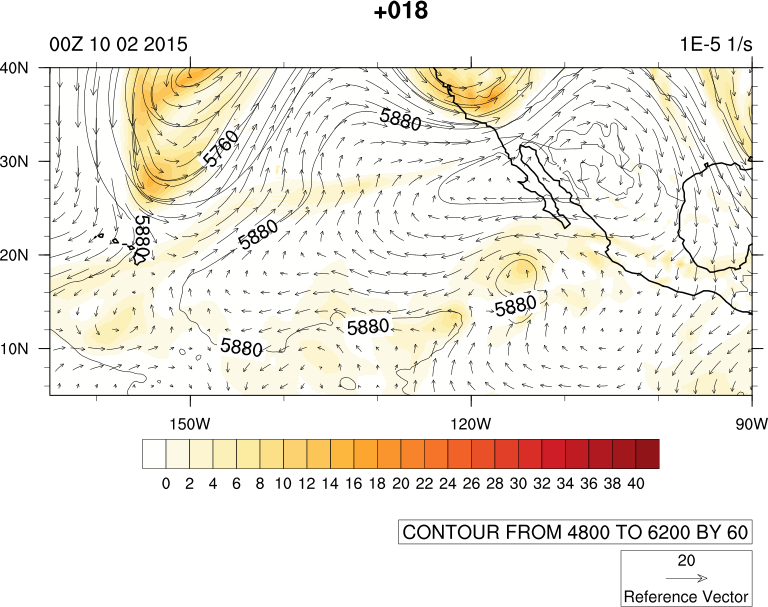 +018
00Z 10 02 2015
1E-5 1/s
40N
30N
20N
10N
5880
5760
5880
5880
5880
5880
5880
150W
120W
90W
0 2 4 6 8 10 12 14 16 18 20 22 24 26 28 30 32 34 36 38 40
CONTOUR FROM 4800 TO 6200 BY 60
20
Reference Vector